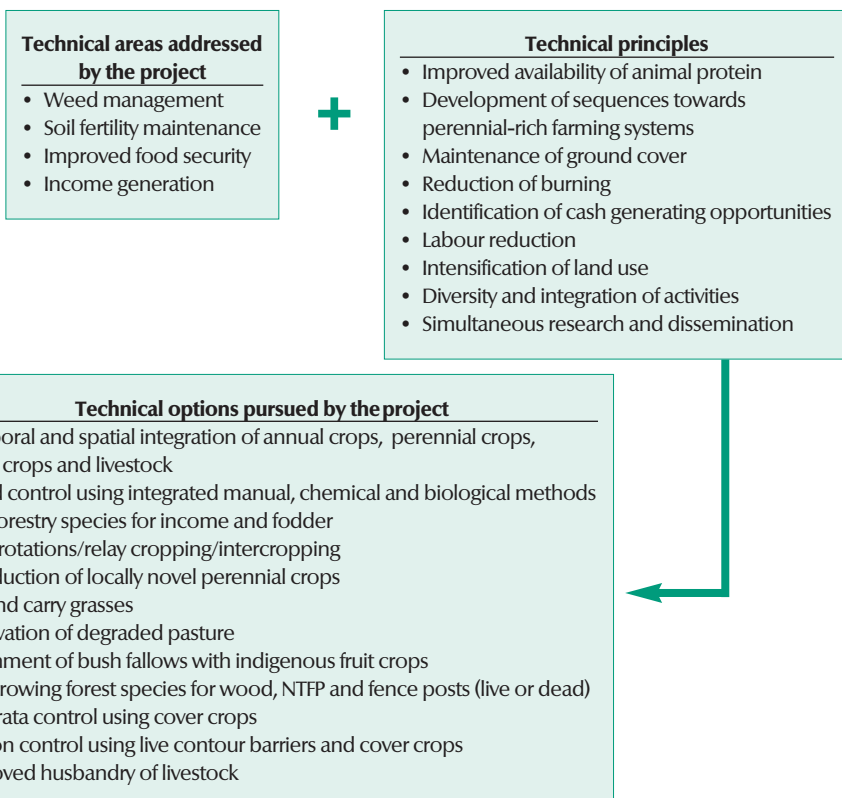 Technical areas addressed
by the project
• Weed management
• Soil fertility maintenance
• Improved food security
• Income generation
+
Technical principles
• Improved availability of animal protein
• Development of sequences towards
perennial-rich farming systems
• Maintenance of ground cover
• Reduction of burning
• Identification of cash generating opportunities
• Labour reduction
• Intensification of land use
• Diversity and integration of activities
• Simultaneous research and dissemination
Technical options pursued by the project
oral and spatial integration of annual crops, perennial crops,
crops and livestock
l control using integrated manual, chemical and biological methods
orestry species for income and fodder
rotations/relay cropping/intercropping
duction of locally novel perennial crops
nd carry grasses
vation of degraded pasture
nment of bush fallows with indigenous fruit crops
rowing forest species for wood, NTFP and fence posts (live or dead)
rata control using cover crops
on control using live contour barriers and cover crops
oved husbandry of livestock